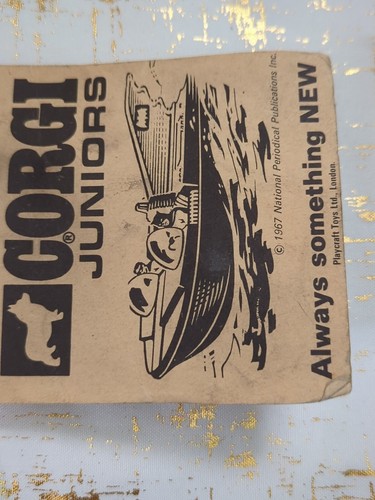 CORGI®
JUNIORS
© 1967 National Periodical Publications Inc.
Always something NEW
Playcraft Toys Ltd., London.